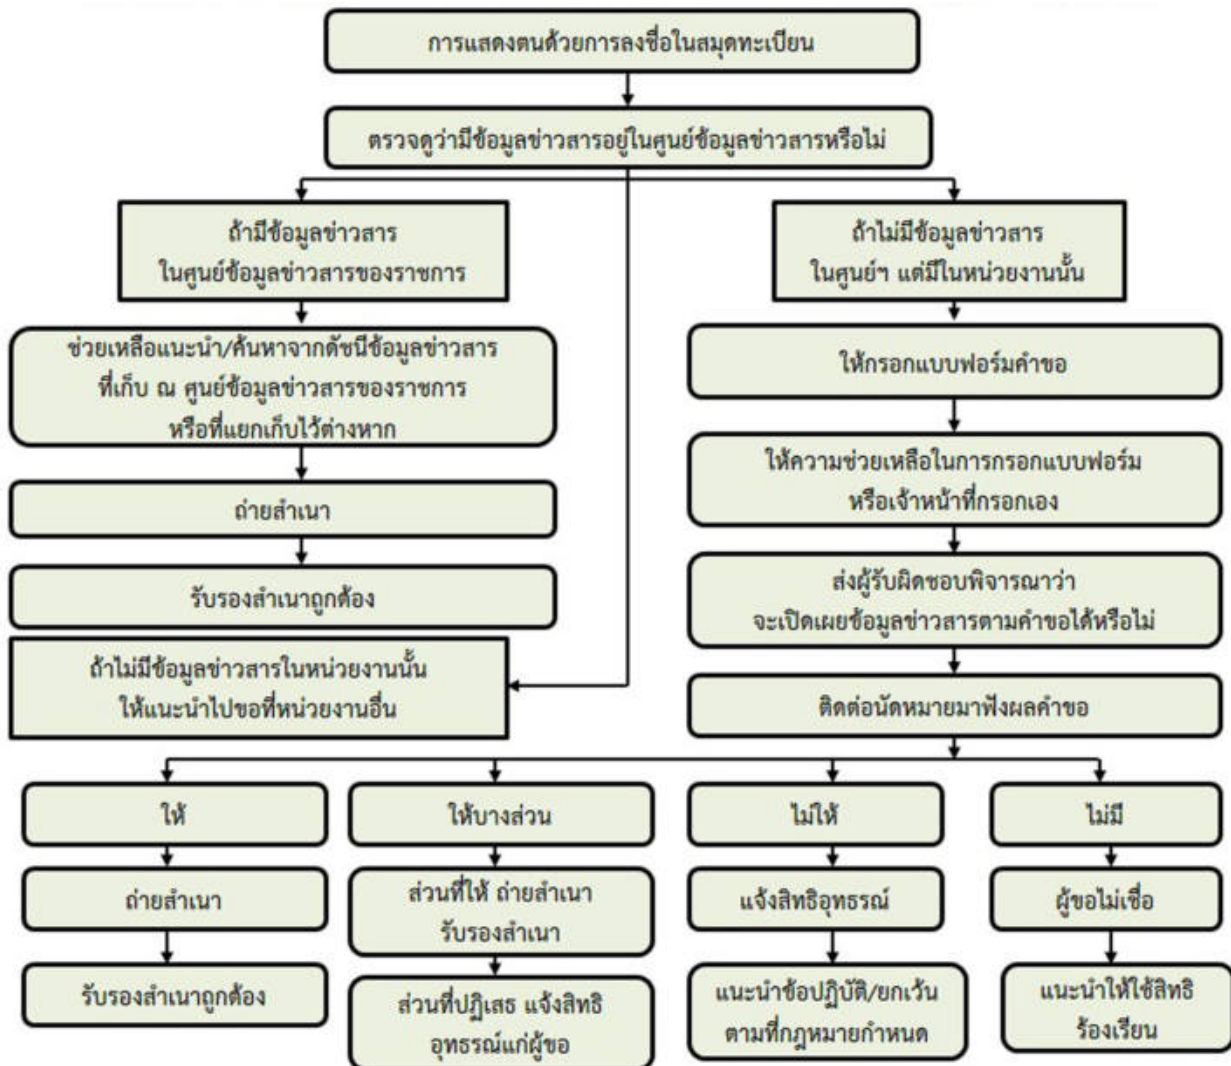 การแสดงตนด้วยการลงชื่อในสมุดทะเบียน
ตรวจดูว่ามีข้อมูลข่าวสารอยู่ในศูนย์ข้อมูลข่าวสารหรือไม่
ถ้ามีข้อมูลข่าวสาร
ในศูนย์ข้อมูลข่าวสารของราชการ
ช่วยเหลือแนะนำ/ค้นหาจากดัชนีข้อมูลข่าวสาร
ที่เก็บ ณ ศูนย์ข้อมูลข่าวสารของราชการ
หรือที่แยกเก็บไว้ต่างหาก
ถ่ายสำเนา
รับรองสำเนาถูกต้อง
ถ้าไม่มีข้อมูลข่าวสารในหน่วยงานนั้น
ให้แนะนำไปขอที่หน่วยงานอื่น
ถ้าไม่มีข้อมูลข่าวสาร
ในศูนย์ฯ แต่มีในหน่วยงานนั้น
ให้กรอกแบบฟอร์มคำขอ
ให้ความช่วยเหลือในการกรอกแบบฟอร์ม
หรือเจ้าหน้าที่กรอกเอง
ส่งผู้รับผิดชอบพิจารณาว่า
จะเปิดเผยข้อมูลข่าวสารตามคำขอได้หรือไม่
ติดต่อนัดหมายมาฟังผลคำขอ
ให้
ถ่ายสำเนา
รับรองสำเนาถูกต้อง
ให้บางส่วน
ส่วนที่ให้ ถ่ายสำเนา
รับรองสำเนา
ส่วนที่ปฏิเสธ แจ้งสิทธิ
อุทธรณ์แก่ผู้ขอ
ไม่ให้
แจ้งสิทธิอุทธรณ์
แนะนำข้อปฏิบัติ/ยกเว้น
ตามที่กฎหมายกำหนด
ไม่มี
ผู้ขอไม่เชื่อ
แนะนำให้ใช้สิทธิ
ร้องเรียน